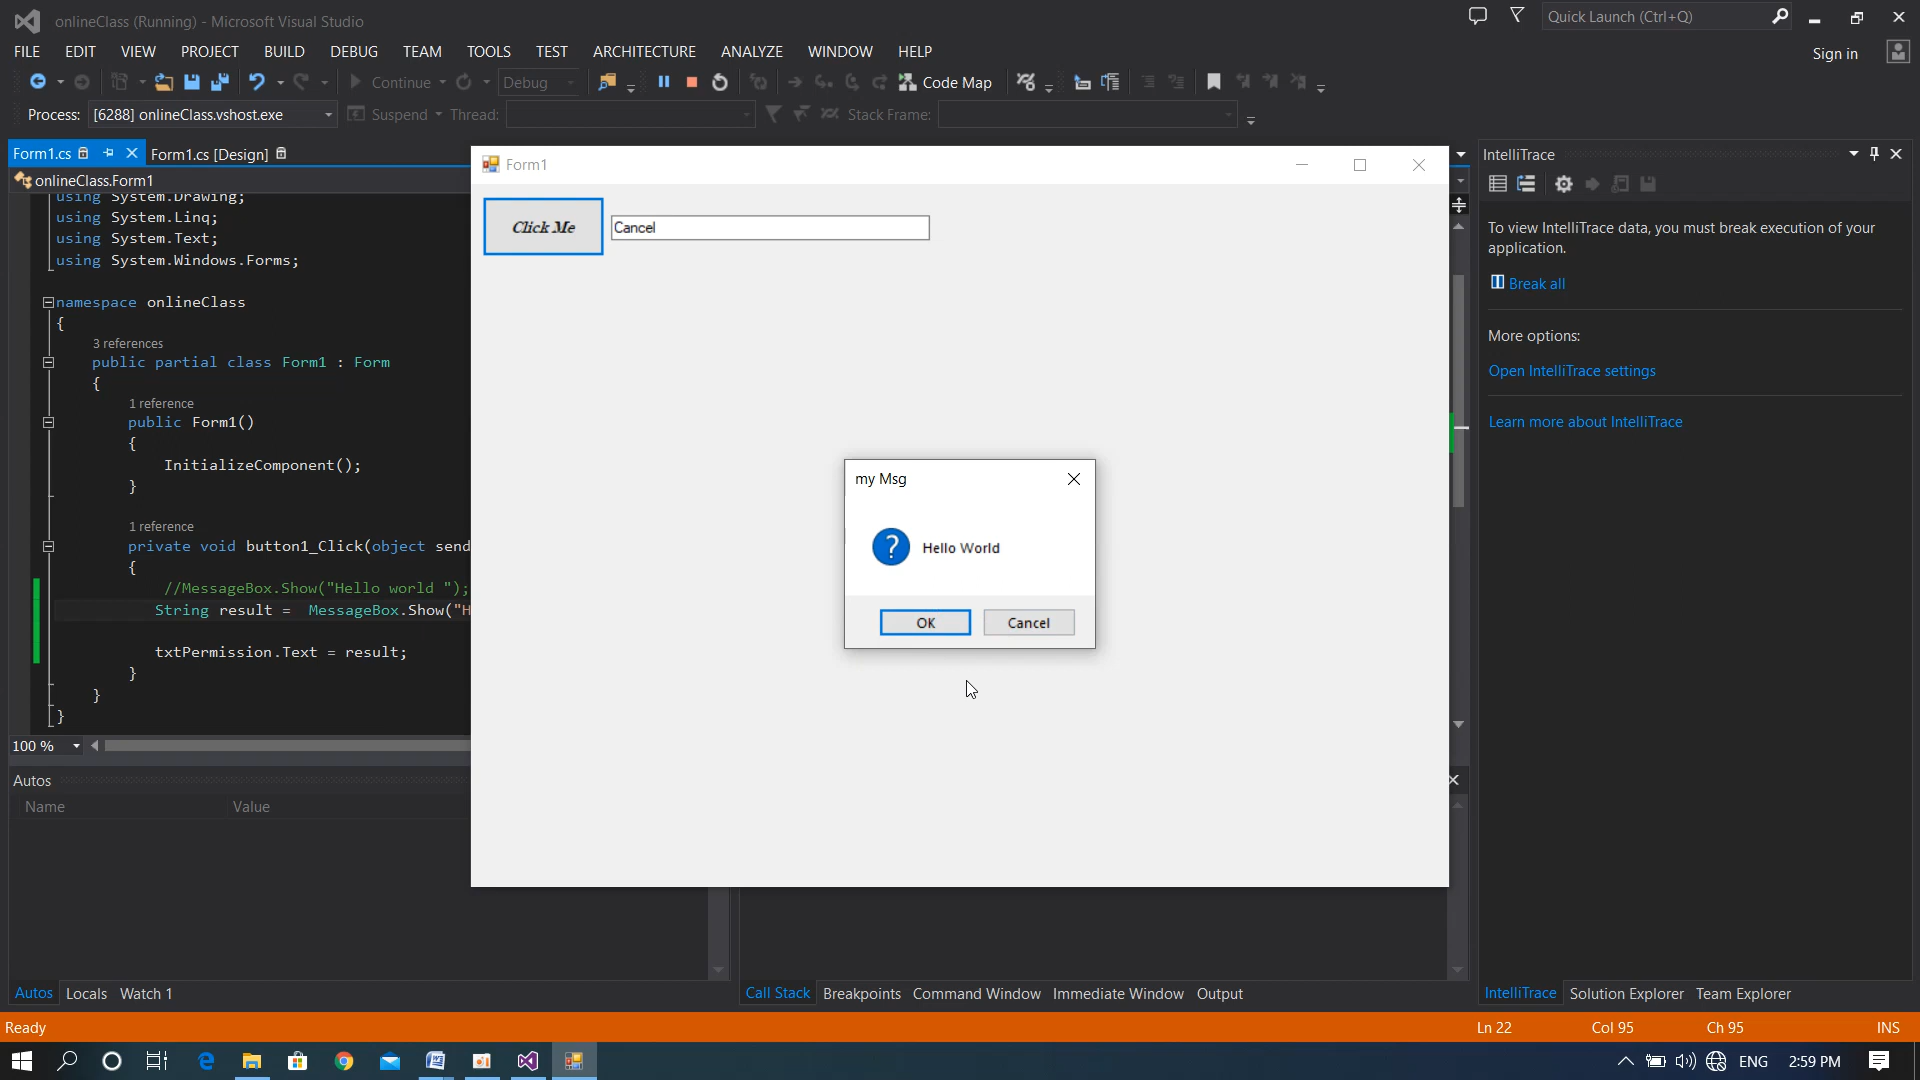 onlineClass (Running) - Microsoft Visual Studio
Quick Launch (Ctrl+Q)
FILE EDIT VIEW PROJECT BUILD DEBUG TEAM TOOLS TEST ARCHITECTURE ANALYZE WINDOW HELP
Sign in
Continue
Debug
Code Map
Process: [6288] onlineClass.vshost.exe
Suspend
Thread:
Stack Frame:
Form1.cs
Form1.cs [Design]
onlineClass.Form1
using System.Drawing;
using System.Linq;
using System.Text;
using System.Windows.Forms;
namespace onlineClass
{
3 references
public partial class Form1 : Form
{
1 reference
public Form1()
{
InitializeComponent();
}
1 reference
private void button1_Click(object send
{
//MessageBox.Show("Hello world ");
String result = MessageBox.Show("H
txtPermission.Text = result;
}
}
}
100 %
Form1
Click Me
Cancel
my Msg
?
Hello World
OK
Cancel
IntelliTrace
To view IntelliTrace data, you must break execution of your
application.
Break all
More options:
Open IntelliTrace settings
Learn more about IntelliTrace
Autos
Name
Value
Autos Locals Watch 1
Call Stack Breakpoints Command Window Immediate Window Output
IntelliTrace Solution Explorer Team Explorer
Ready
Ln 22
Col 95
Ch 95
INS
ENG
2:59 PM